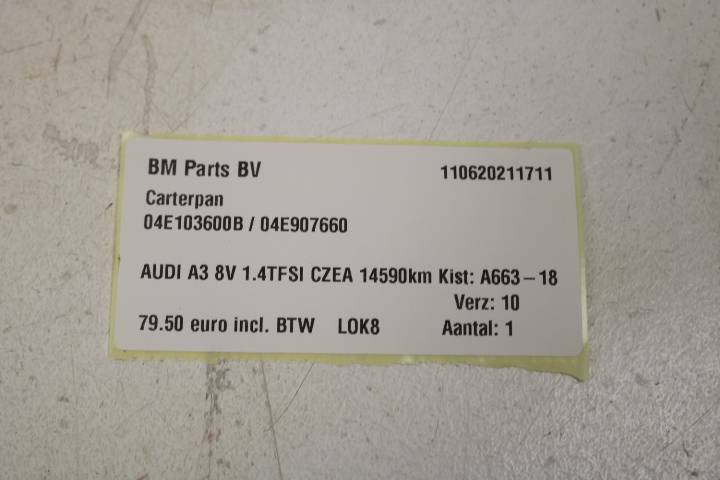 BM Parts BV 110620211711
Carterpan
04E103600B / 04E907660
AUDI A3 8V 1.4TFSI CZEA 14590km Kist: A663-18
Verz: 10
79.50 euro incl. BTW LOK8 Aantal: 1